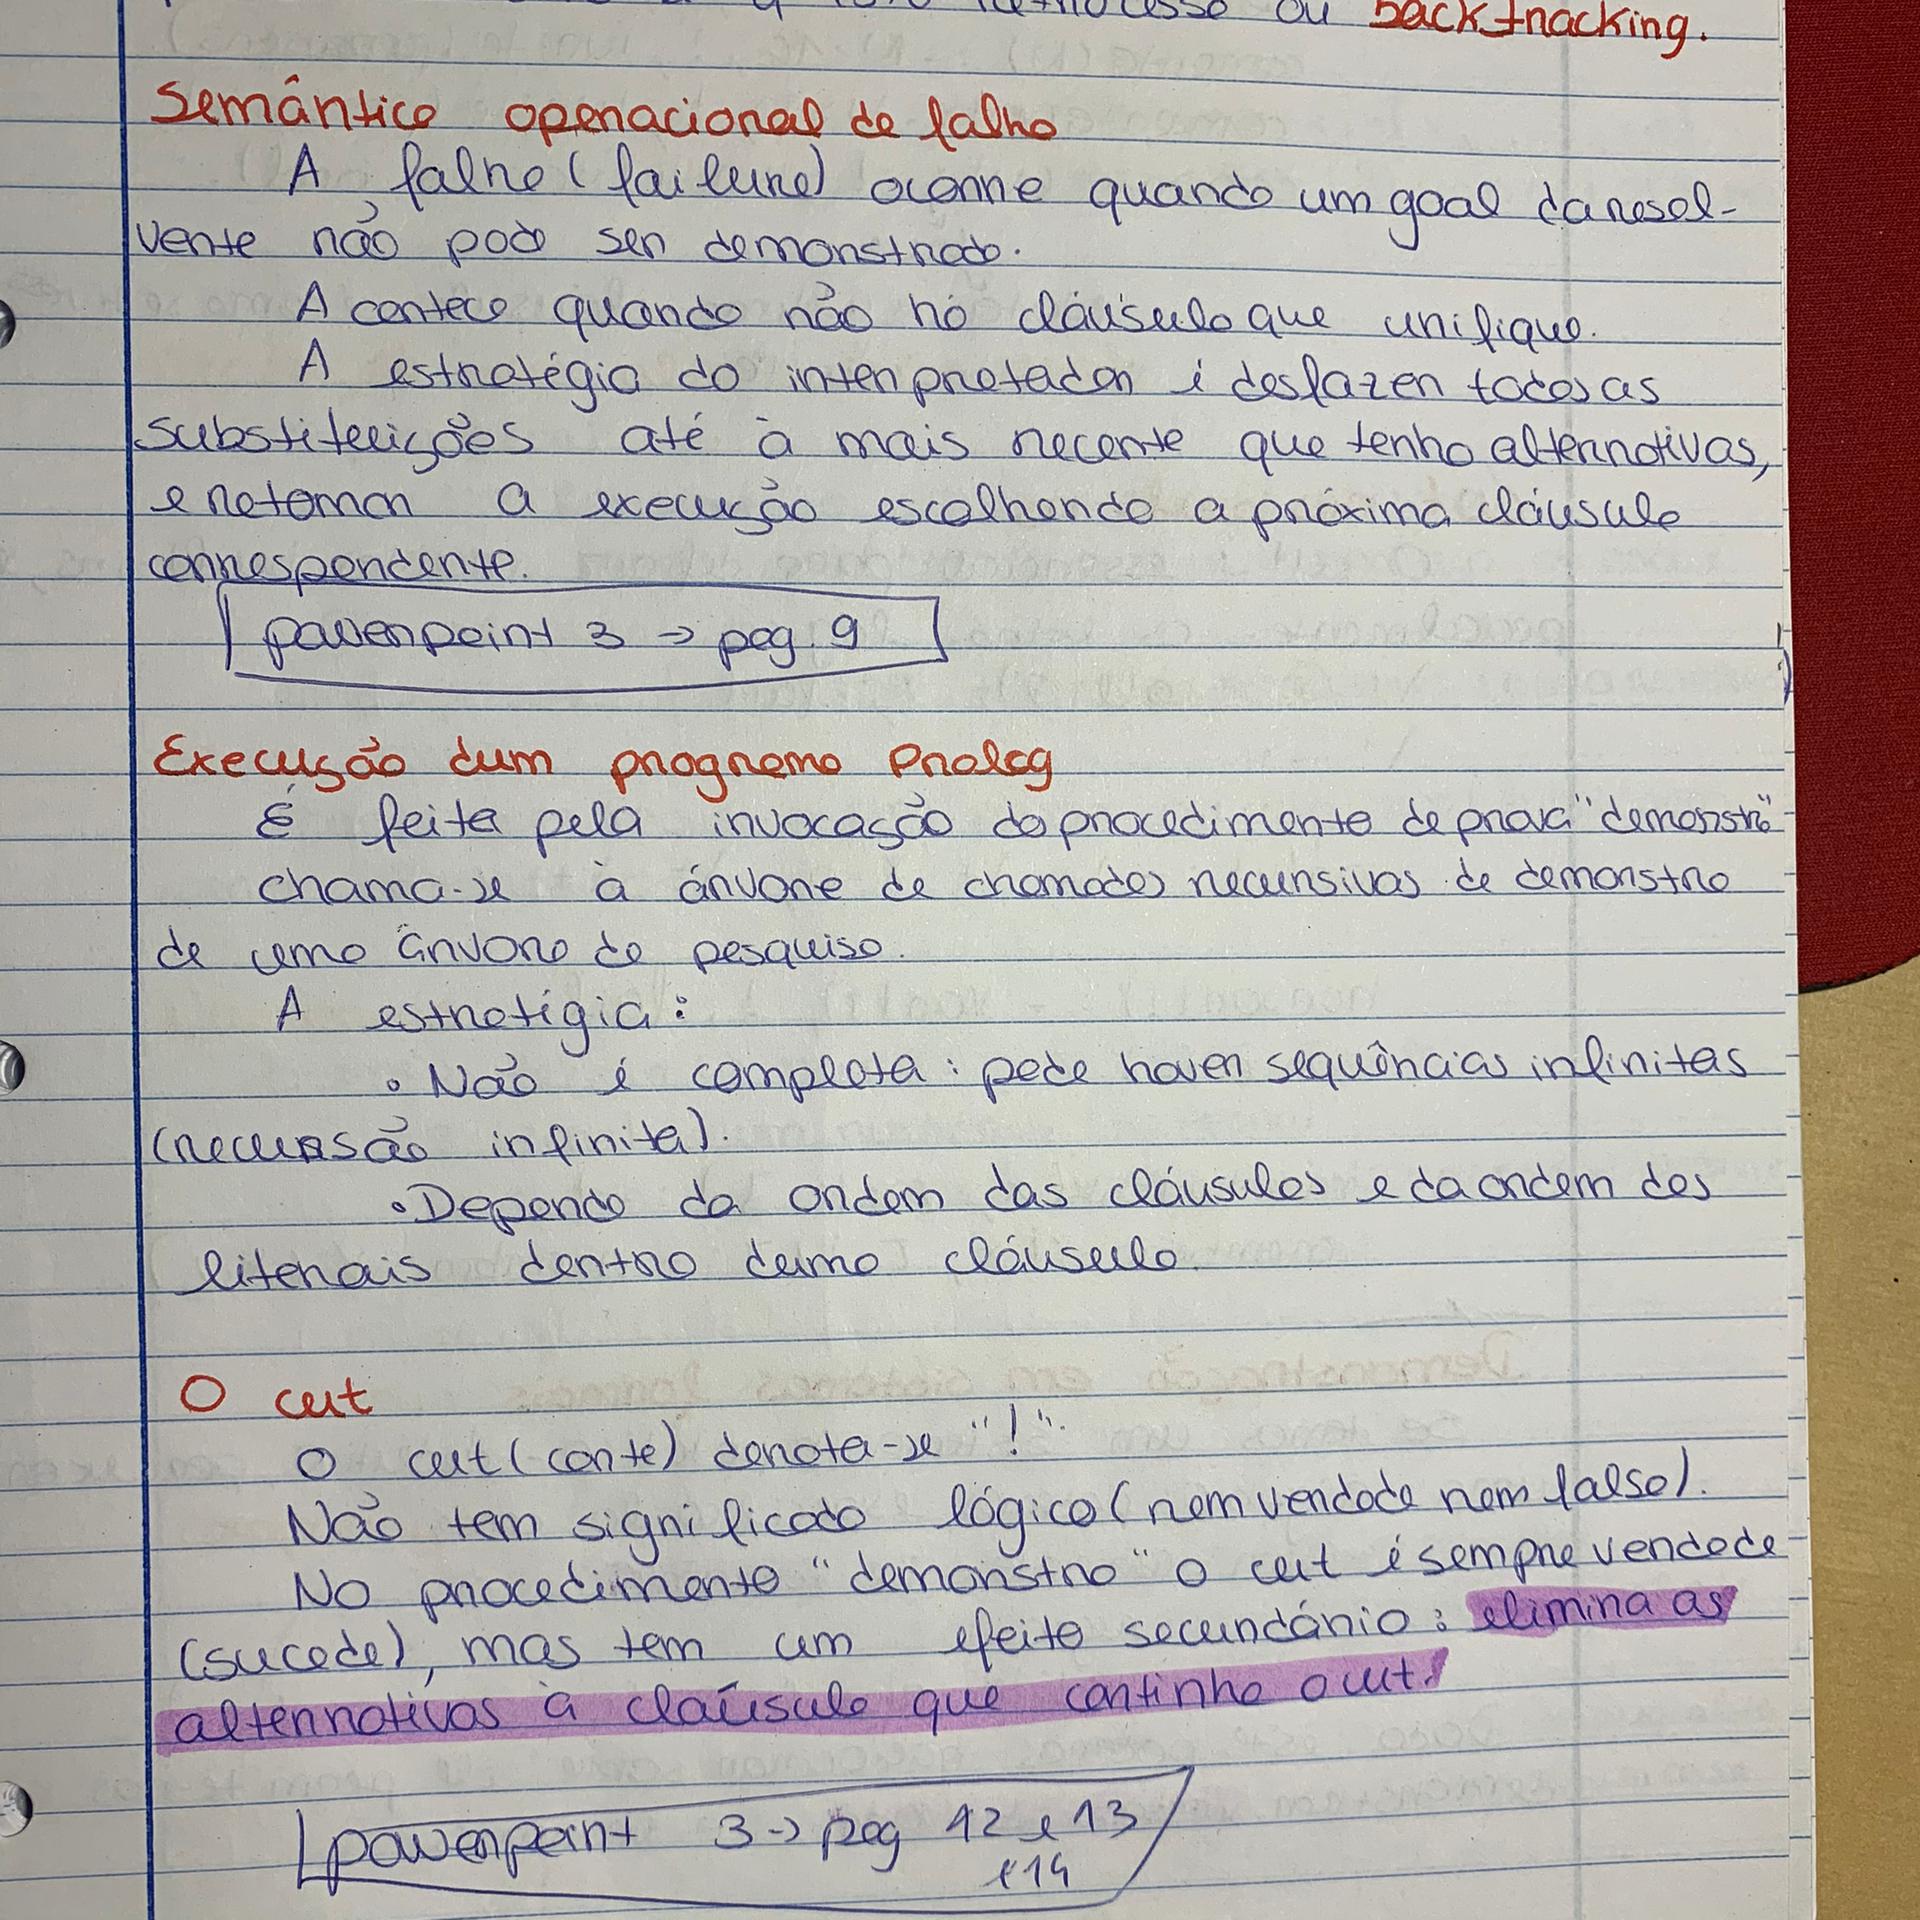 retrocesso ou backtracking.
Semântica operacional de falha
A falha (failure) ocorre quando um goal da resol-
vente não pode ser demonstrado.
Acontece quando não há cláusula que unifique.
A estratégia do interpretador é desfazer todas as
substituições até à mais recente que tenha alternativas,
e retomar a execução escolhendo a próxima cláusula
correspondente.
powerpoint 3 → pag. 9
Execução dum programa Prolog
É feita pela invocação do procedimento de prova "demonstra"
chama-se à árvore de chamadas recursivas de demonstra
de uma árvore de pesquisa.
A estratégia:
• Não é completa: pode haver sequências infinitas
(recursão infinita).
• Depende da ordem das cláusulas e da ordem dos
literais dentro duma cláusula.
O cut
O cut (corte) denota-se "!".
Não tem significado lógico (nem verdade nem falso).
No procedimento "demonstra" o cut é sempre verdade
(sucede), mas tem um efeito secundário: elimina as
alternativas à claúsula que continha o cut.
powerpoint 3 → pag 12 e 13
e 14